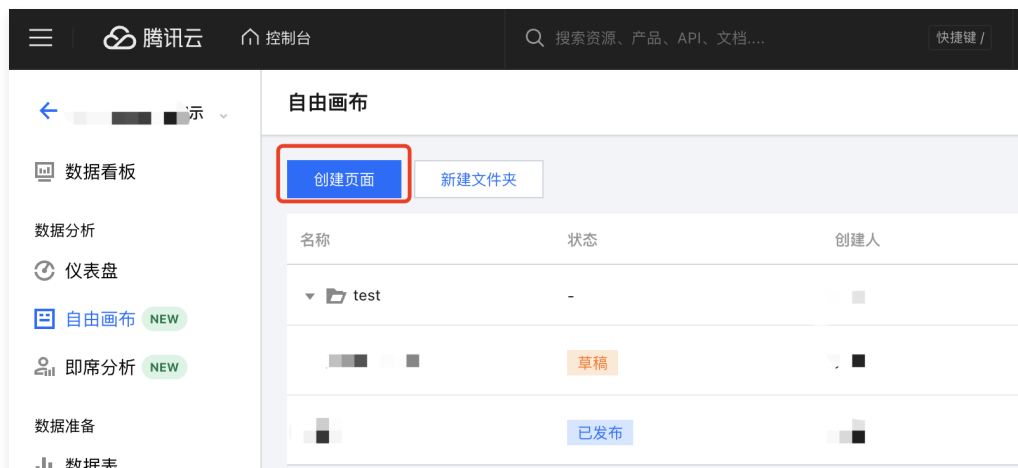 腾讯云 控制台 搜索资源、产品、API、文档.... 快捷键 /
示
自由画布
数据看板
创建页面 新建文件夹
数据分析
名称 状态 创建人
仪表盘
test -
自由画布 NEW
即席分析 NEW
草稿
数据准备
已发布
数据表